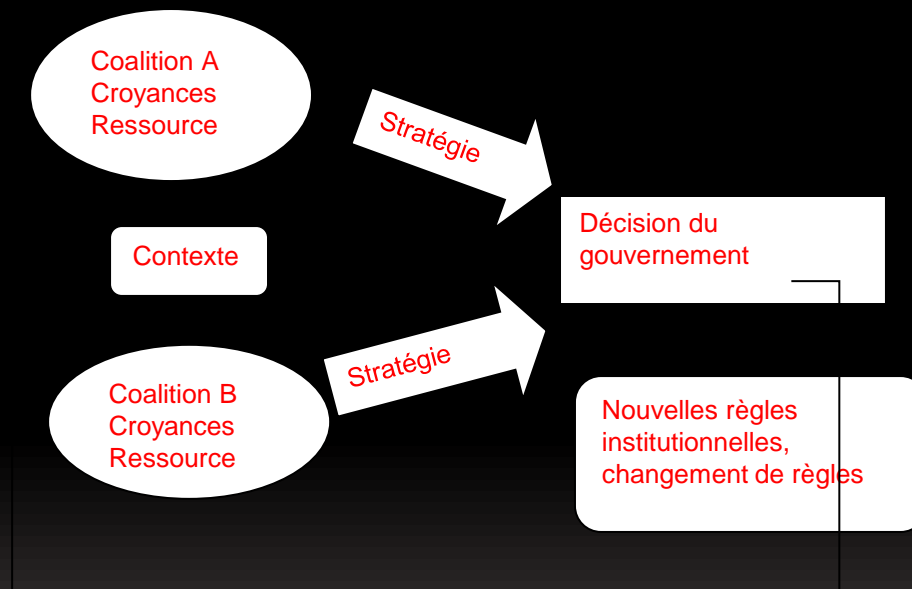 Coalition A
Croyances
Ressource
Stratégie
Décision du
gouvernement
Contexte
Stratégie
Coalition B
Croyances
Ressource
Nouvelles règles
institutionnelles,
changement de règles